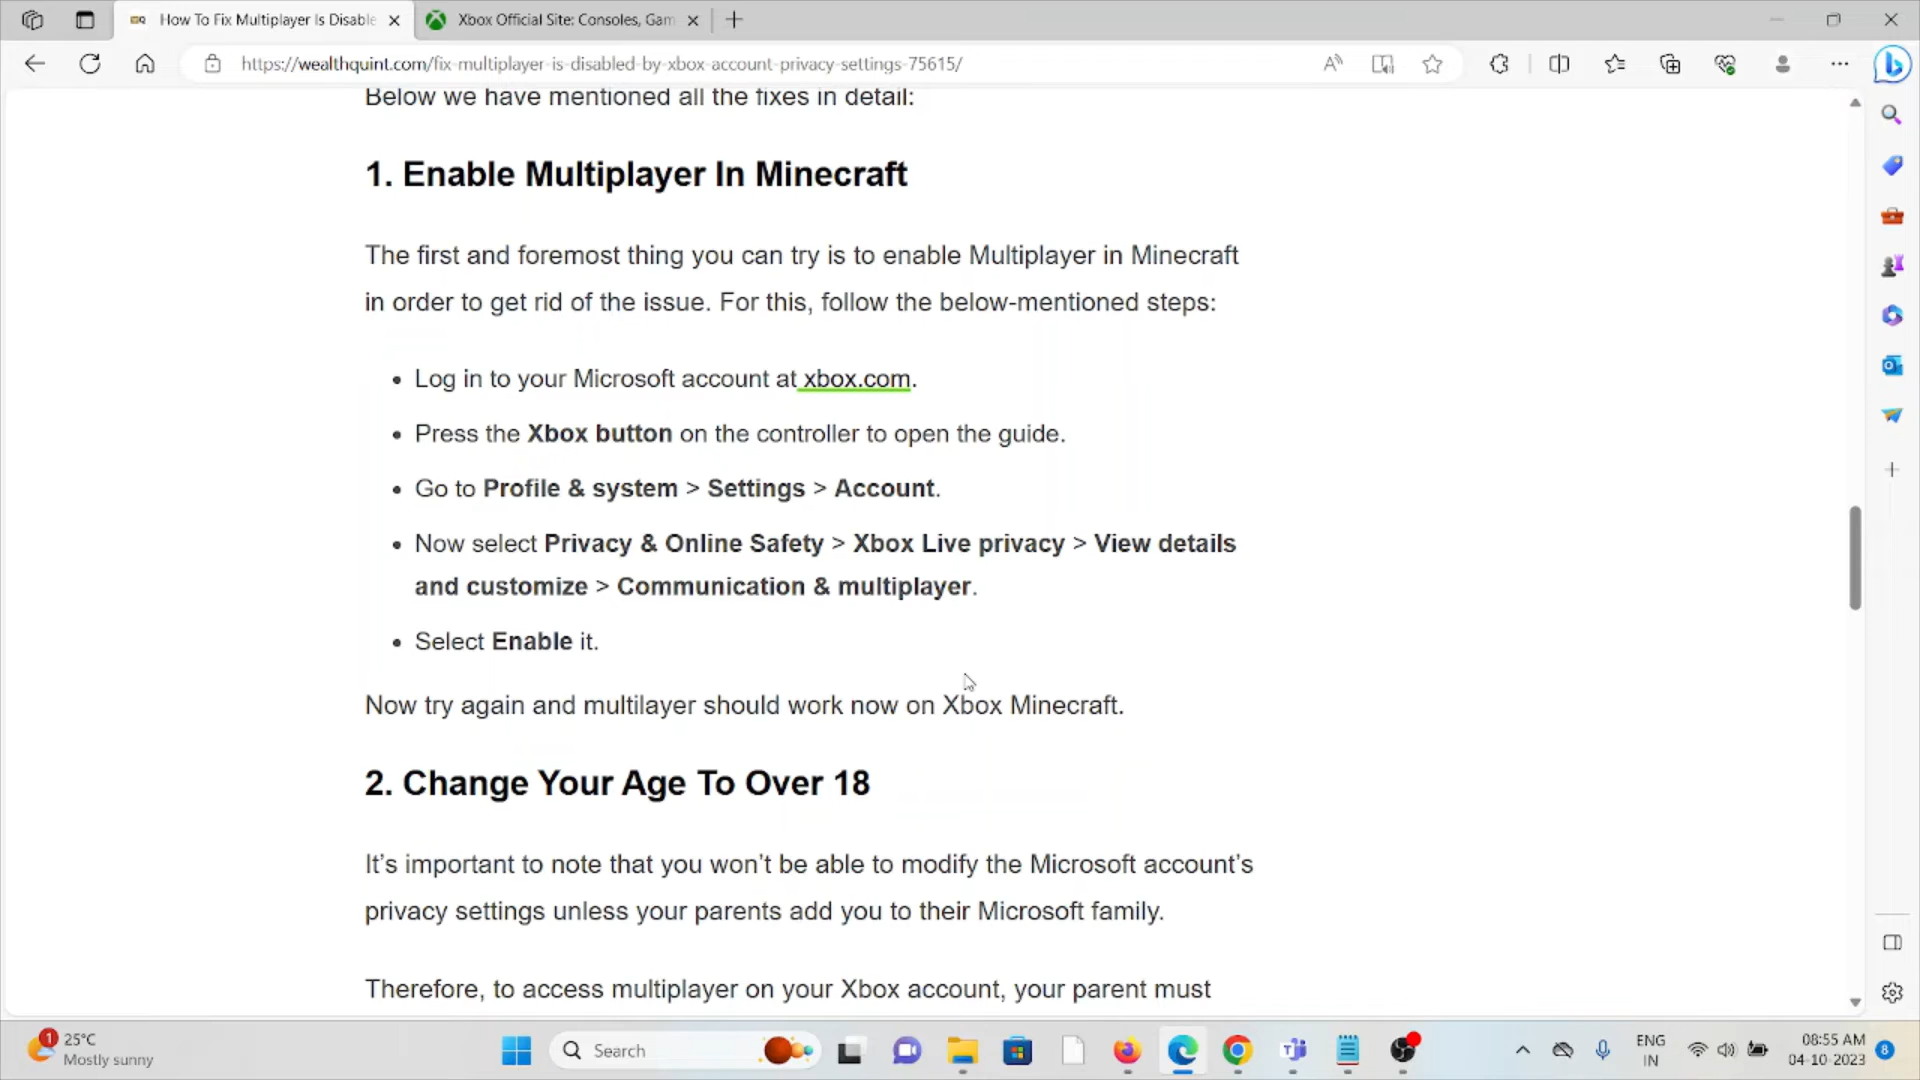 How To Fix Multiplayer Is Disable
Xbox Official Site: Consoles, Gam
https://wealthquint.com/fix-multiplayer-is-disabled-by-xbox-account-privacy-settings-75615/
Below we have mentioned all the fixes in detail:
1. Enable Multiplayer In Minecraft
The first and foremost thing you can try is to enable Multiplayer in Minecraft
in order to get rid of the issue. For this, follow the below-mentioned steps:
• Log in to your Microsoft account at xbox.com.
• Press the Xbox button on the controller to open the guide.
• Go to Profile & system > Settings > Account.
• Now select Privacy & Online Safety > Xbox Live privacy > View details
and customize > Communication & multiplayer.
• Select Enable it.
Now try again and multilayer should work now on Xbox Minecraft.
2. Change Your Age To Over 18
It’s important to note that you won’t be able to modify the Microsoft account’s
privacy settings unless your parents add you to their Microsoft family.
Therefore, to access multiplayer on your Xbox account, your parent must
1
25°C
Mostly sunny
Search
ENG
IN
08:55 AM
04-10-2023
8